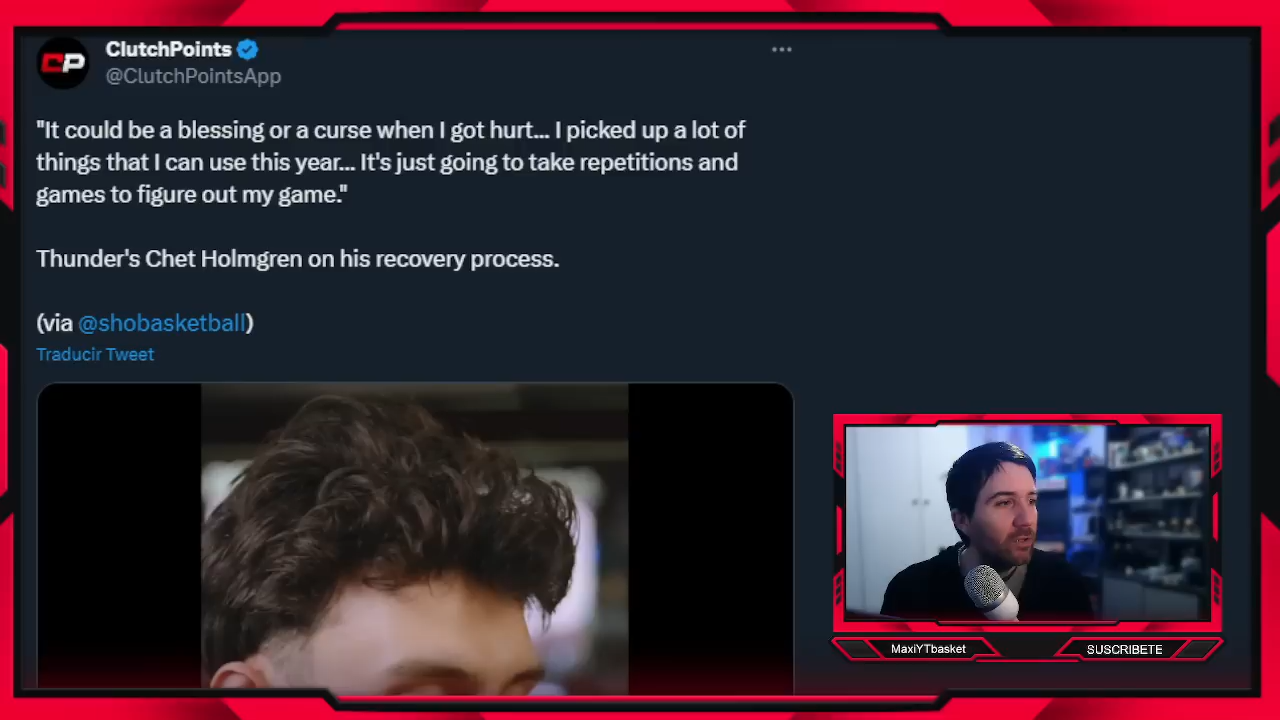 CP
ClutchPoints
@ClutchPointsApp
"It could be a blessing or a curse when I got hurt... I picked up a lot of
things that I can use this year... It's just going to take repetitions and
games to figure out my game."
Thunder's Chet Holmgren on his recovery process.
(via @shobasketball)
Traducir Tweet
MaxiYTbasket
SUSCRIBETE